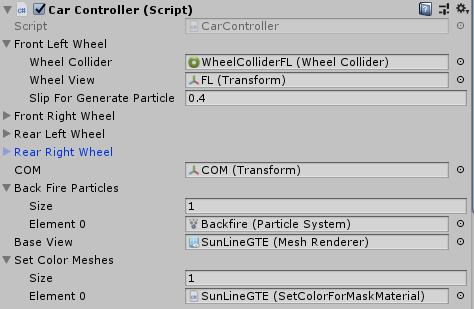 Car Controller (Script)
Script CarController
Front Left Wheel
Wheel Collider WheelColliderFL (Wheel Collider)
Wheel View FL (Transform)
Slip For Generate Particle 0.4
Front Right Wheel
Rear Left Wheel
Rear Right Wheel
COM COM (Transform)
Back Fire Particles
Size 1
Element 0 Backfire (Particle System)
Base View SunLineGTE (Mesh Renderer)
Set Color Meshes
Size 1
Element 0 SunLineGTE (SetColorForMaskMaterial)